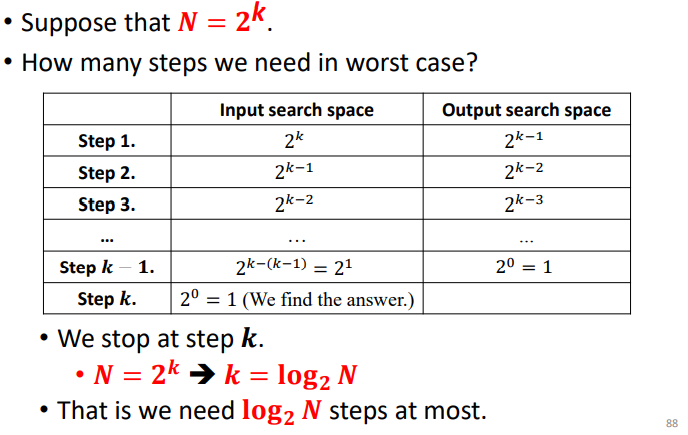 • Suppose that N = 2^k.
• How many steps we need in worst case?
Input search space Output search space
Step 1. 2^k 2^{k−1}
Step 2. 2^{k−1} 2^{k−2}
Step 3. 2^{k−2} 2^{k−3}
... ... ...
Step k − 1. 2^{k−(k−1)} = 2^1 2^0 = 1
Step k. 2^0 = 1 (We find the answer.)
• We stop at step k.
• N = 2^k ➔ k = log₂ N
• That is we need log₂ N steps at most.
88